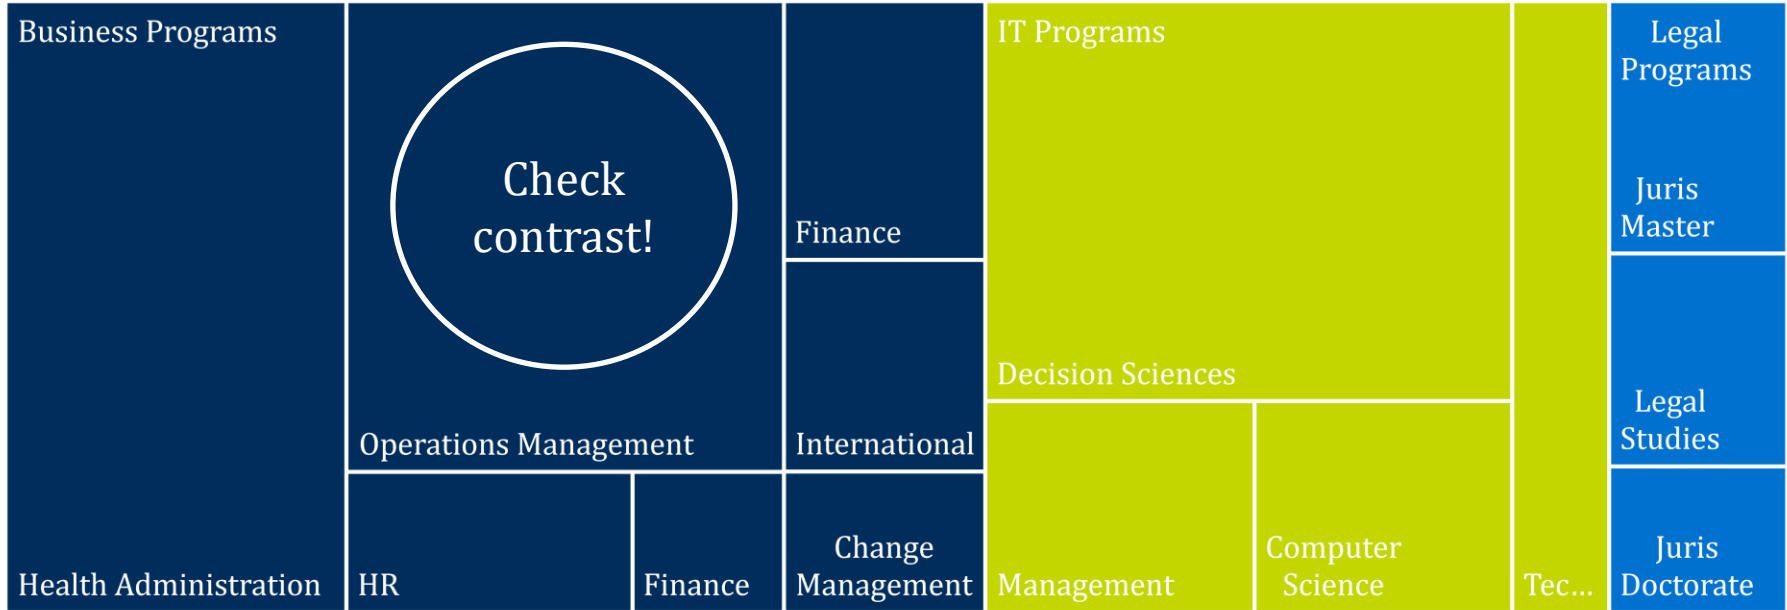 Business Programs
Health Administration
Check
contrast!
Operations Management
HR
Finance
Finance
International
Change
Management
IT Programs
Decision Sciences
Management
Computer
Science
Tec...
Legal
Programs
Juris
Master
Legal
Studies
Juris
Doctorate